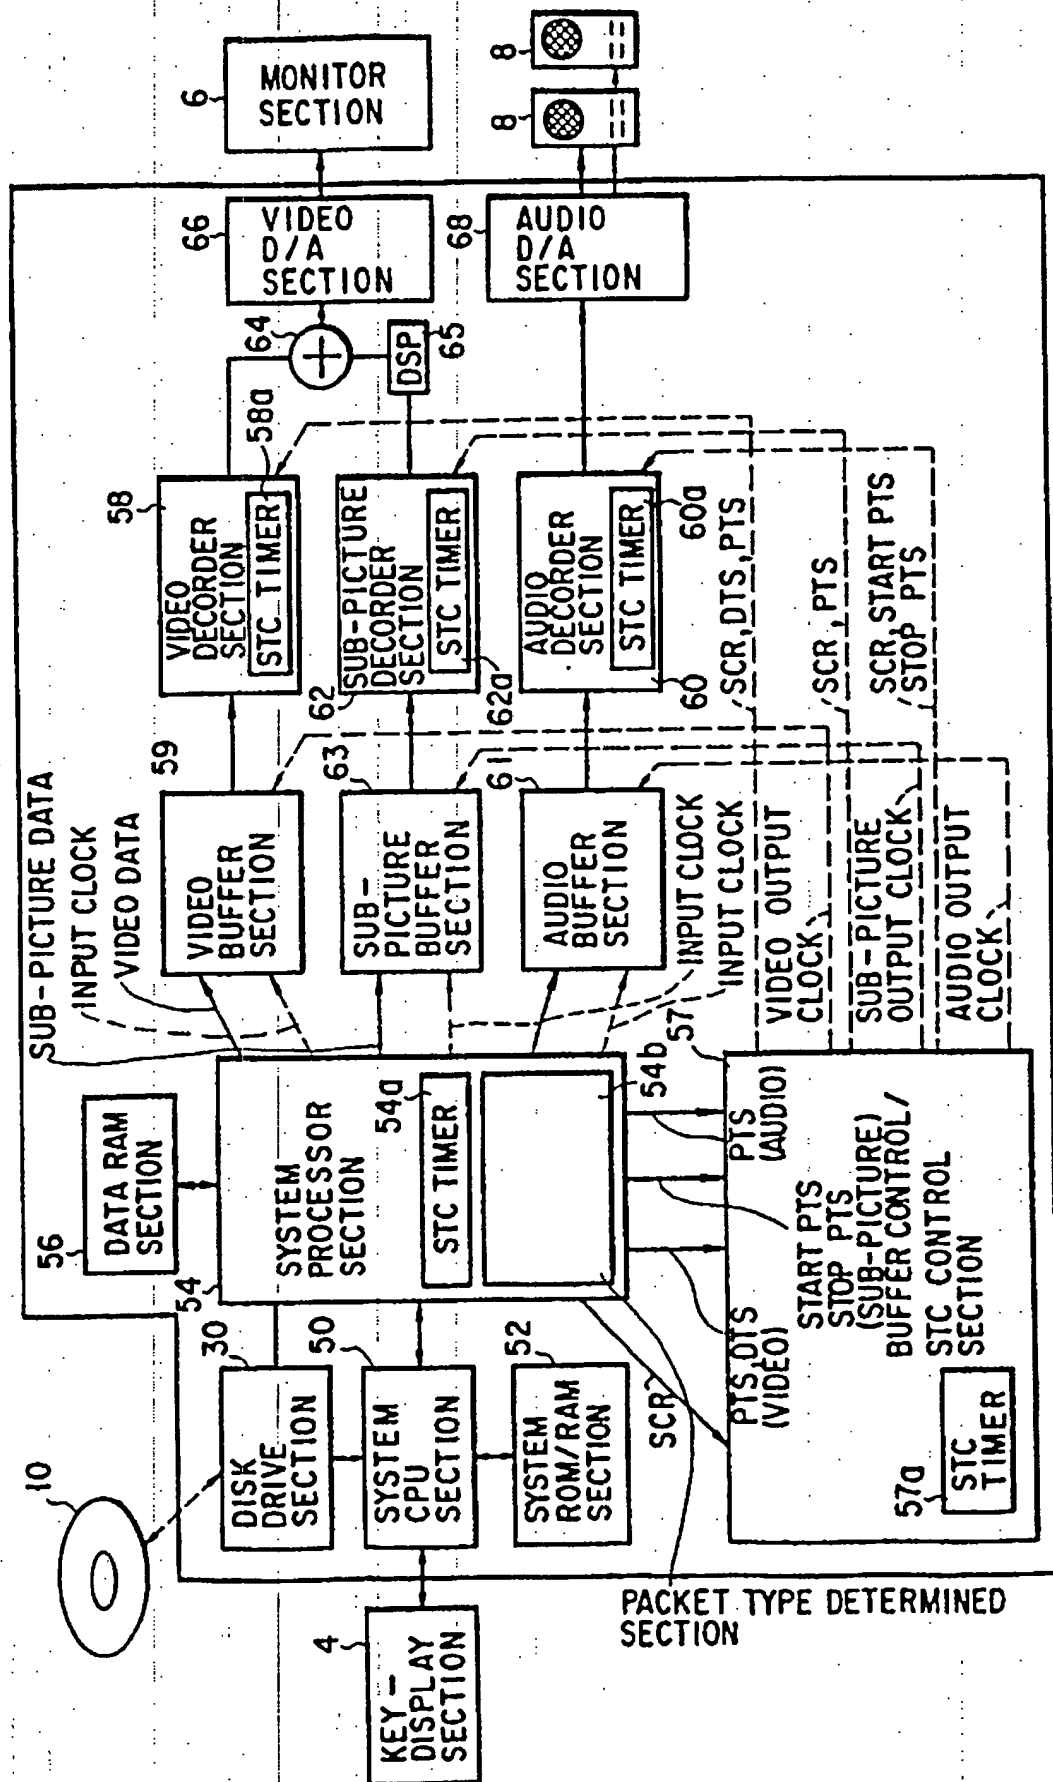 10
4
KEY-
DISPLAY
SECTION
30
DISK
DRIVE
SECTION
50
SYSTEM
CPU
SECTION
52
SYSTEM
ROM/RAM
SECTION
56
DATA RAM
SECTION
54
SYSTEM
PROCESSOR
SECTION
54a
STC TIMER
54b
PACKET TYPE DETERMINED
SECTION
SUB-PICTURE DATA
INPUT CLOCK
VIDEO DATA
59
VIDEO
BUFFER
SECTION
63
SUB-
PICTURE
BUFFER
SECTION
61
AUDIO
BUFFER
SECTION
INPUT CLOCK
INPUT CLOCK
58
VIDEO
DECORDER
SECTION
STC TIMER
58a
62
SUB-PICTURE
DECORDER
SECTION
STC TIMER
62a
AUDIO
DECORDER
SECTION
STC TIMER
60a
60
64
DSP
65
66
VIDEO
D/A
SECTION
68
AUDIO
D/A
SECTION
6
MONITOR
SECTION
8
8
SCR
PTS,DTS
(VIDEO)
START PTS
STOP PTS
(SUB-PICTURE)
PTS
(AUDIO)
57
BUFFER CONTROL/
STC CONTROL
SECTION
57a
STC
TIMER
SCR,DTS,PTS
VIDEO OUTPUT
CLOCK
SCR,PTS
SUB-PICTURE
OUTPUT CLOCK
SCR,START PTS
STOP PTS
AUDIO OUTPUT
CLOCK